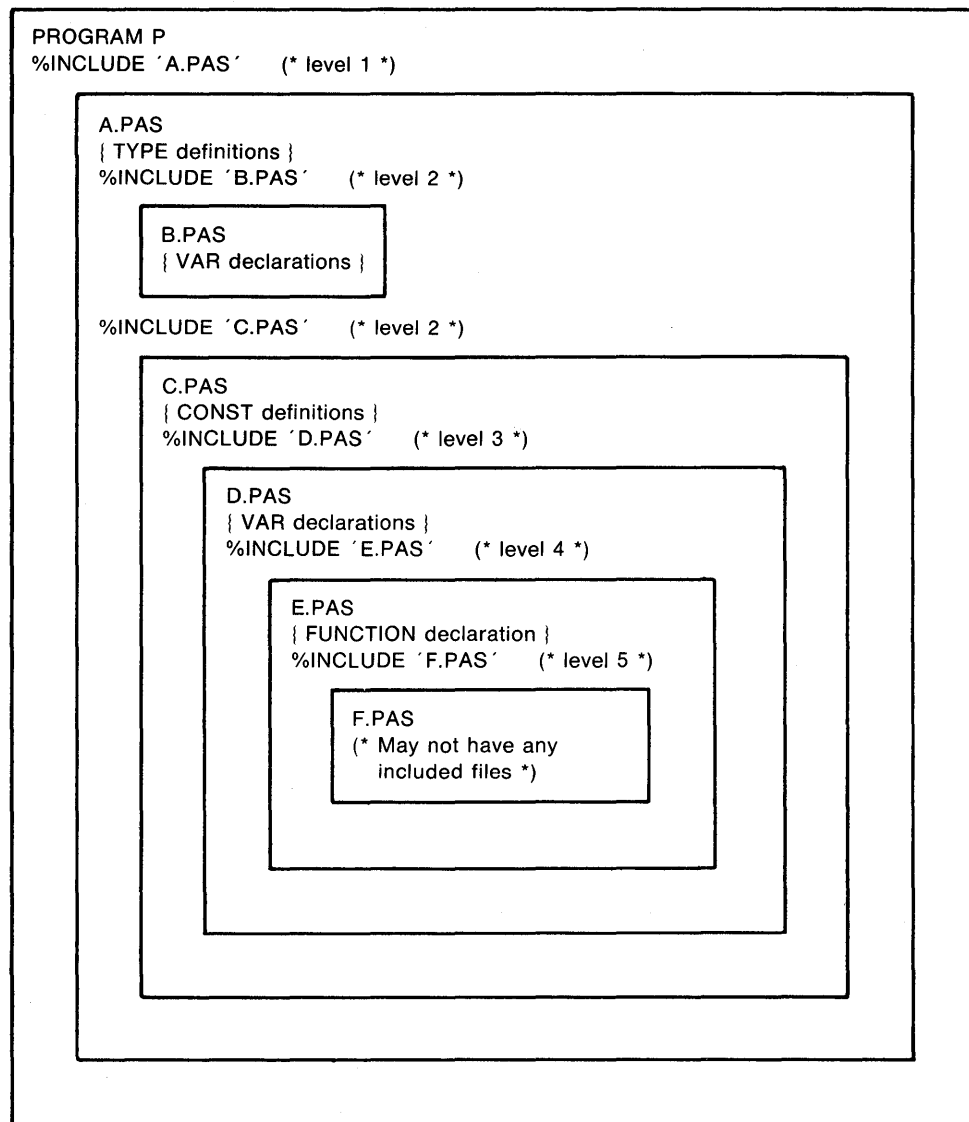 PROGRAM P
%INCLUDE ´A.PAS´ (* level 1 *)
A.PAS
{ TYPE definitions }
%INCLUDE ´B.PAS´ (* level 2 *)
B.PAS
{ VAR declarations }
%INCLUDE ´C.PAS´ (* level 2 *)
C.PAS
{ CONST definitions }
%INCLUDE ´D.PAS´ (* level 3 *)
D.PAS
{ VAR declarations }
%INCLUDE ´E.PAS´ (* level 4 *)
E.PAS
{ FUNCTION declaration }
%INCLUDE ´F.PAS´ (* level 5 *)
F.PAS
(* May not have any
included files *)